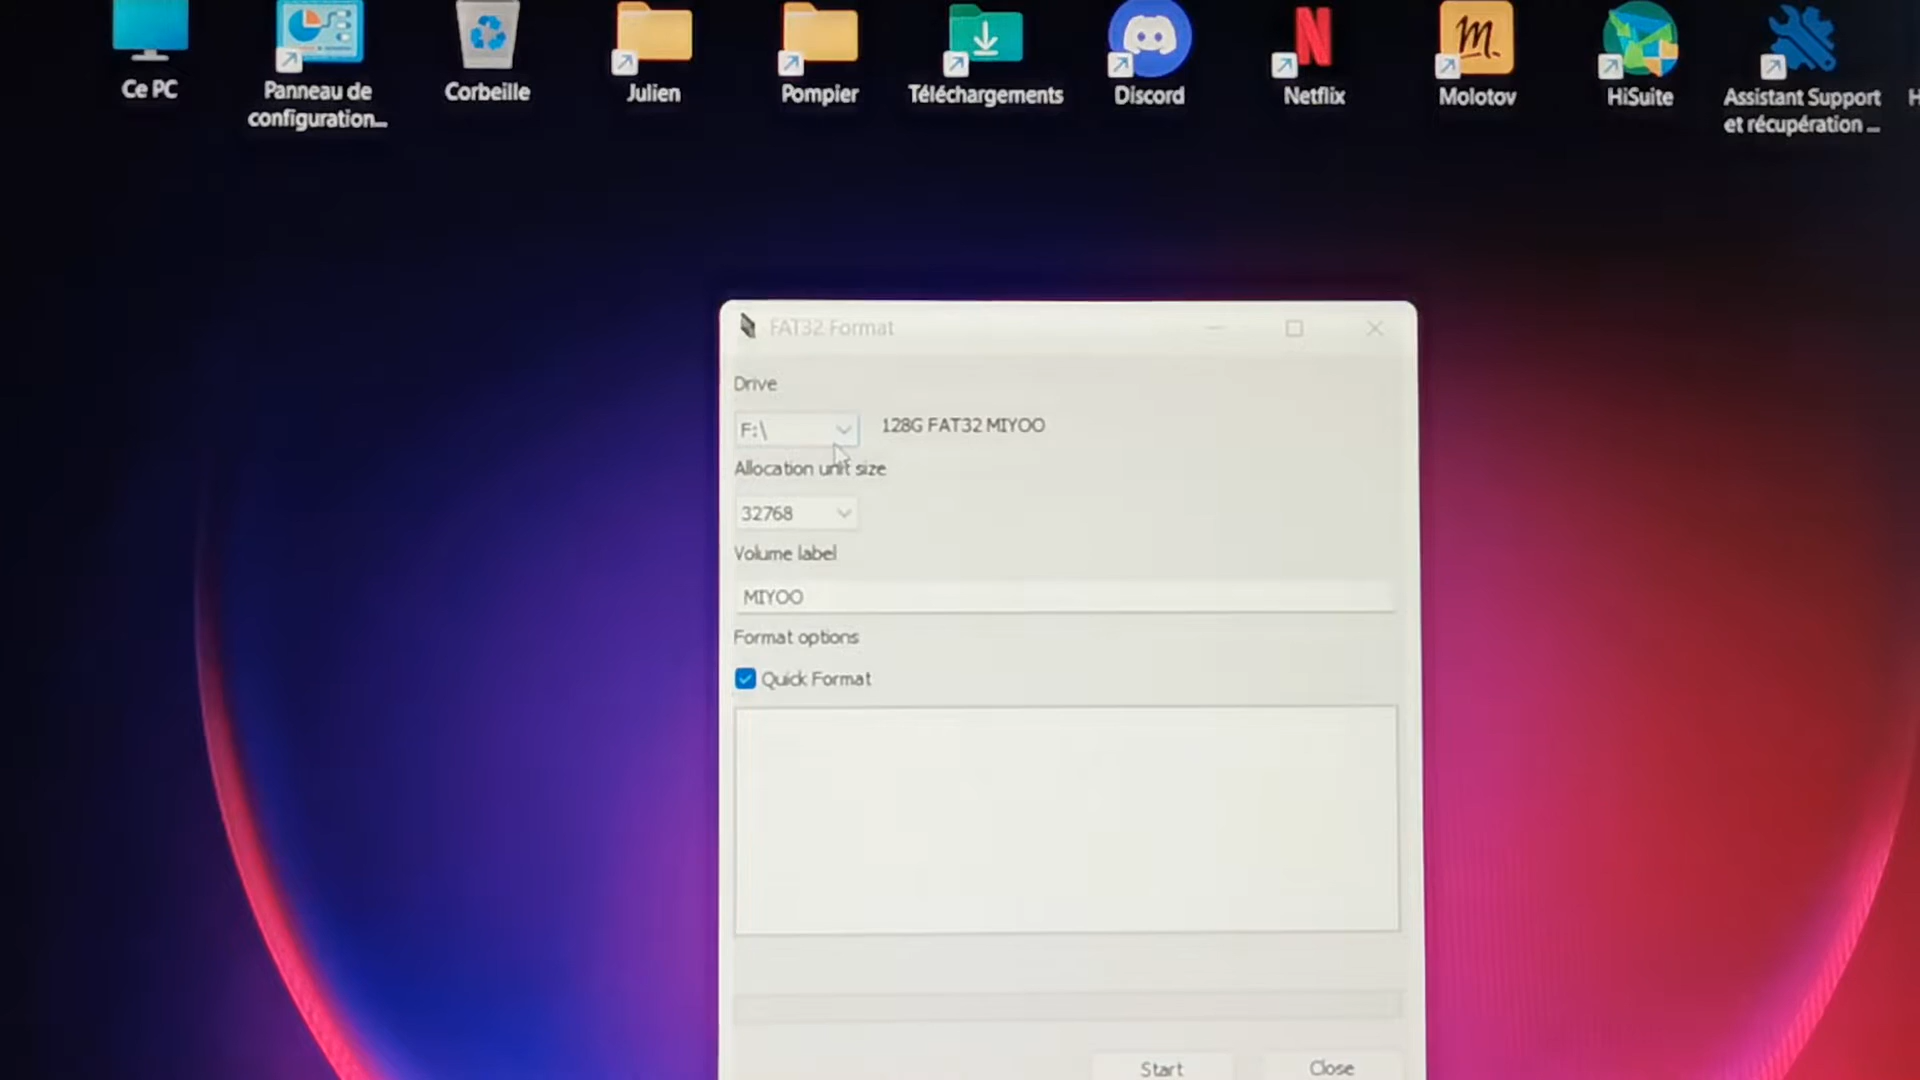 Ce PC
Panneau de
configuration...
Corbeille
Julien
Pompier
Téléchargements
Discord
Netflix
Molotov
HiSuite
Assistant Support
et récupération ...
H
FAT32 Format
Drive
F:\
128G FAT32 MIYOO
Allocation unit size
32768
Volume label
MIYOO
Format options
Quick Format
Start
Close